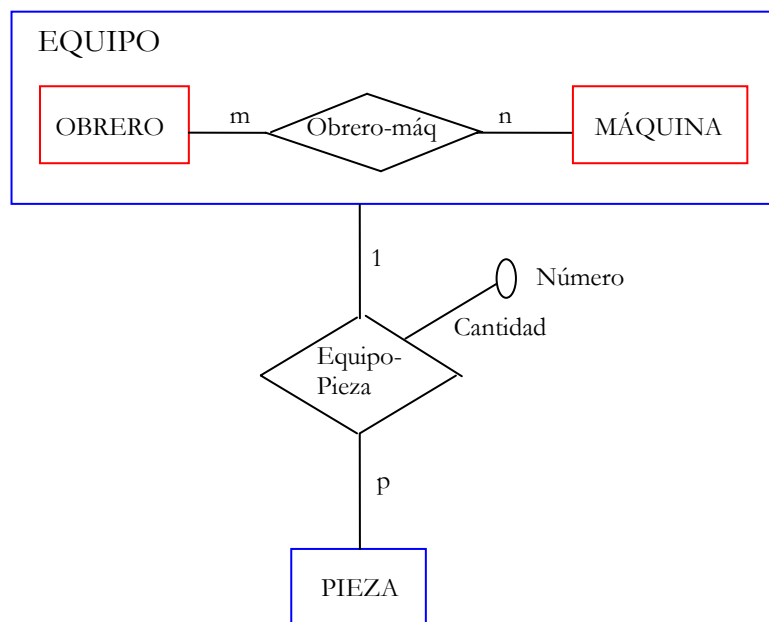 EQUIPO
OBRERO
m
Obrero-máq
n
MÁQUINA
1
Número
Cantidad
Equipo-
Pieza
p
PIEZA